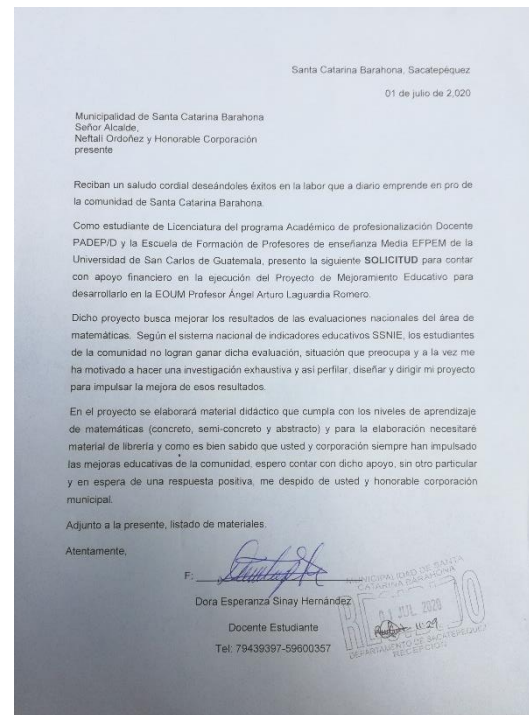 Santa Catarina Barahona, Sacatepéquez
01 de julio de 2,020
Municipalidad de Santa Catarina Barahona
Señor Alcalde,
Neftalí Ordoñez y Honorable Corporación
presente
Reciban un saludo cordial deseándoles éxitos en la labor que a diario emprende en pro de
la comunidad de Santa Catarina Barahona.
Como estudiante de Licenciatura del programa Académico de profesionalización Docente
PADEP/D y la Escuela de Formación de Profesores de enseñanza Media EFPEM de la
Universidad de San Carlos de Guatemala, presento la siguiente SOLICITUD para contar
con apoyo financiero en la ejecución del Proyecto de Mejoramiento Educativo para
desarrollarlo en la EOUM Profesor Ángel Arturo Laguardia Romero.
Dicho proyecto busca mejorar los resultados de las evaluaciones nacionales del área de
matemáticas. Según el sistema nacional de indicadores educativos SSNIE, los estudiantes
de la comunidad no logran ganar dicha evaluación, situación que preocupa y a la vez me
ha motivado a hacer una investigación exhaustiva y así perfilar, diseñar y dirigir mi proyecto
para impulsar la mejora de esos resultados.
En el proyecto se elaborará material didáctico que cumpla con los niveles de aprendizaje
de matemáticas (concreto, semi-concreto y abstracto) y para la elaboración necesitaré
material de librería y como es bien sabido que usted y corporación siempre han impulsado
las mejoras educativas de la comunidad, espero contar con dicho apoyo, sin otro particular
y en espera de una respuesta positiva, me despido de usted y honorable corporación
municipal.
Adjunto a la presente, listado de materiales.
Atentamente,
F:
Dora Esperanza Sinay Hernández
Docente Estudiante
Tel: 79439397-59600357
MUNICIPALIDAD DE SANTA
CATARINA BARAHONA
RECIBIDO
01 JUL 2020
11:29
DEPARTAMENTO DE SACATEPEQUEZ
RECEPCIÓN